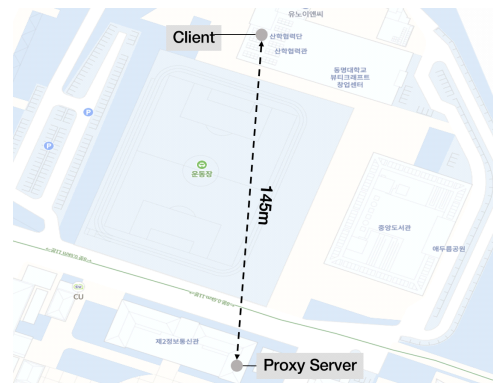 유노이앤씨
Client
산학협력단
산학협력관
동명대학교
뷰티크래프트
창업센터
P
P
운동장
145m
중앙도서관
애두름공원
CU
제2정보통신관
Proxy Server